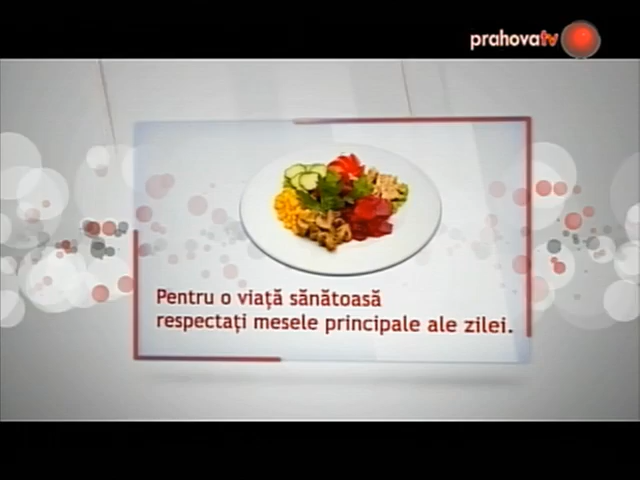 prahovatv
Pentru o viață sănătoasă
respectați mesele principale ale zilei.